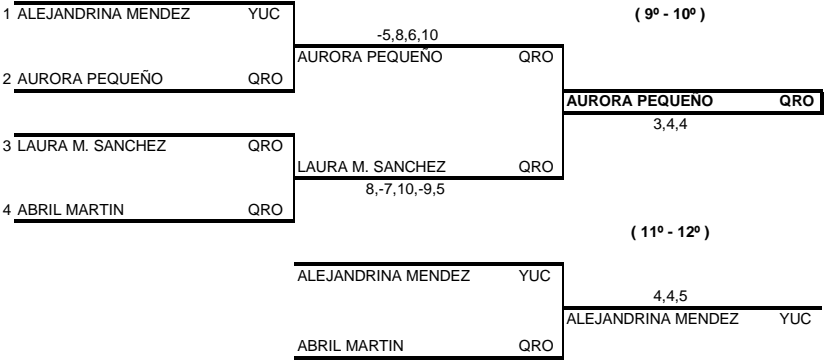 1 ALEJANDRINA MENDEZ YUC
( 9º - 10º )
-5,8,6,10
AURORA PEQUEÑO QRO
2 AURORA PEQUEÑO QRO
AURORA PEQUEÑO QRO
3,4,4
3 LAURA M. SANCHEZ QRO
LAURA M. SANCHEZ QRO
8,-7,10,-9,5
4 ABRIL MARTIN QRO
( 11º - 12º )
ALEJANDRINA MENDEZ YUC
4,4,5
ALEJANDRINA MENDEZ YUC
ABRIL MARTIN QRO